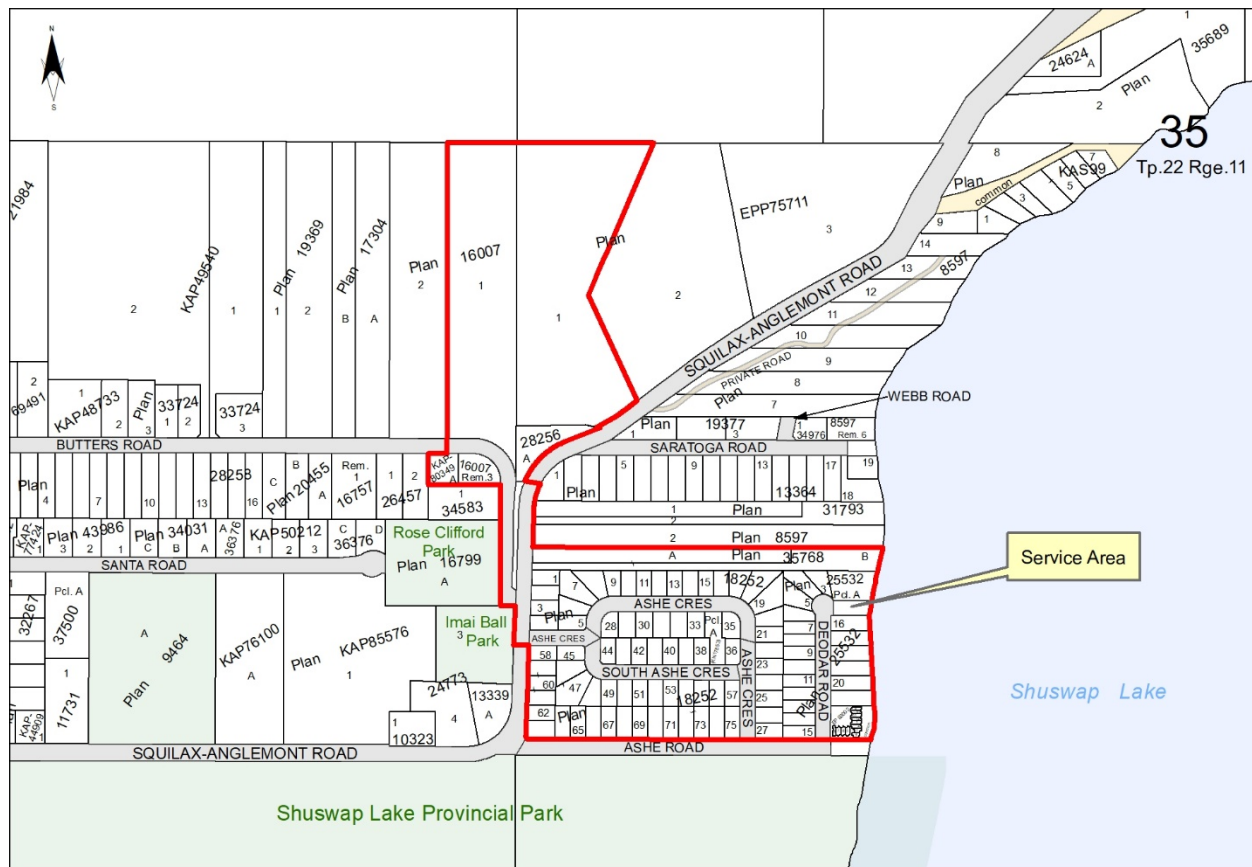 N
S
1
35689
24624
A
Plan
2
35
Tp.22 Rge.11
8
Plan
common
KAS99
7
5
3
1
9
21984
KAP49540
2
1
Plan 19369
1
2
Plan 17304
B
A
Plan 16007
2
1
Plan
1
2
EPP75711
3
14
13
8597
12
11
10
9
PRIVATE ROAD
8
Plan
7
SQUILAX-ANGLEMONT ROAD
WEBB ROAD
2
69491
1
KAP48733
2
Plan
3
33724
1
2
33724
3
BUTTERS ROAD
28256
A
Plan
19377
3
1
34976
8597
Rem. 6
SARATOGA ROAD
19
Plan
4
7
10
13
28253
16
C
B
Plan 20455
A
Rem.
1
16757
1
2
26457
KAP-80349
A
16007
Rem.3
1
34583
1
Plan
5
9
13
17
13364
18
1
Plan
31793
2
2
Plan
8597
KAP-77424
1
Plan 43986
3
2
1
Plan 34031
C
B
A
A
36376
KAP50212
1
2
3
C
D
36376
Rose Clifford
Park
Plan 16799
A
SANTA ROAD
A
Plan
35768
B
Service Area
1
7
9
11
13
15
18252
19
Plan
3
5
25532
Pcl. A
3
Plan
5
ASHE CRES
28
30
33
Pcl.
A
35
21
7
16
ASHE CRES
44
42
40
38
36
Imai Ball
3
Park
32267
Pcl. A
37500
A
Plan 9464
KAP76100
A
Plan KAP85576
1
58
45
SOUTH ASHE CRES
ASHE CRES
23
9
DEODAR ROAD
25532
60
47
49
51
53
18252
57
25
11
20
Plan
62
Plan
65
67
69
71
73
75
27
15
1
11731
KAP-44909
1
24773
4
13339
A
1
10323
SQUILAX-ANGLEMONT ROAD
ASHE ROAD
Shuswap Lake
Shuswap Lake Provincial Park